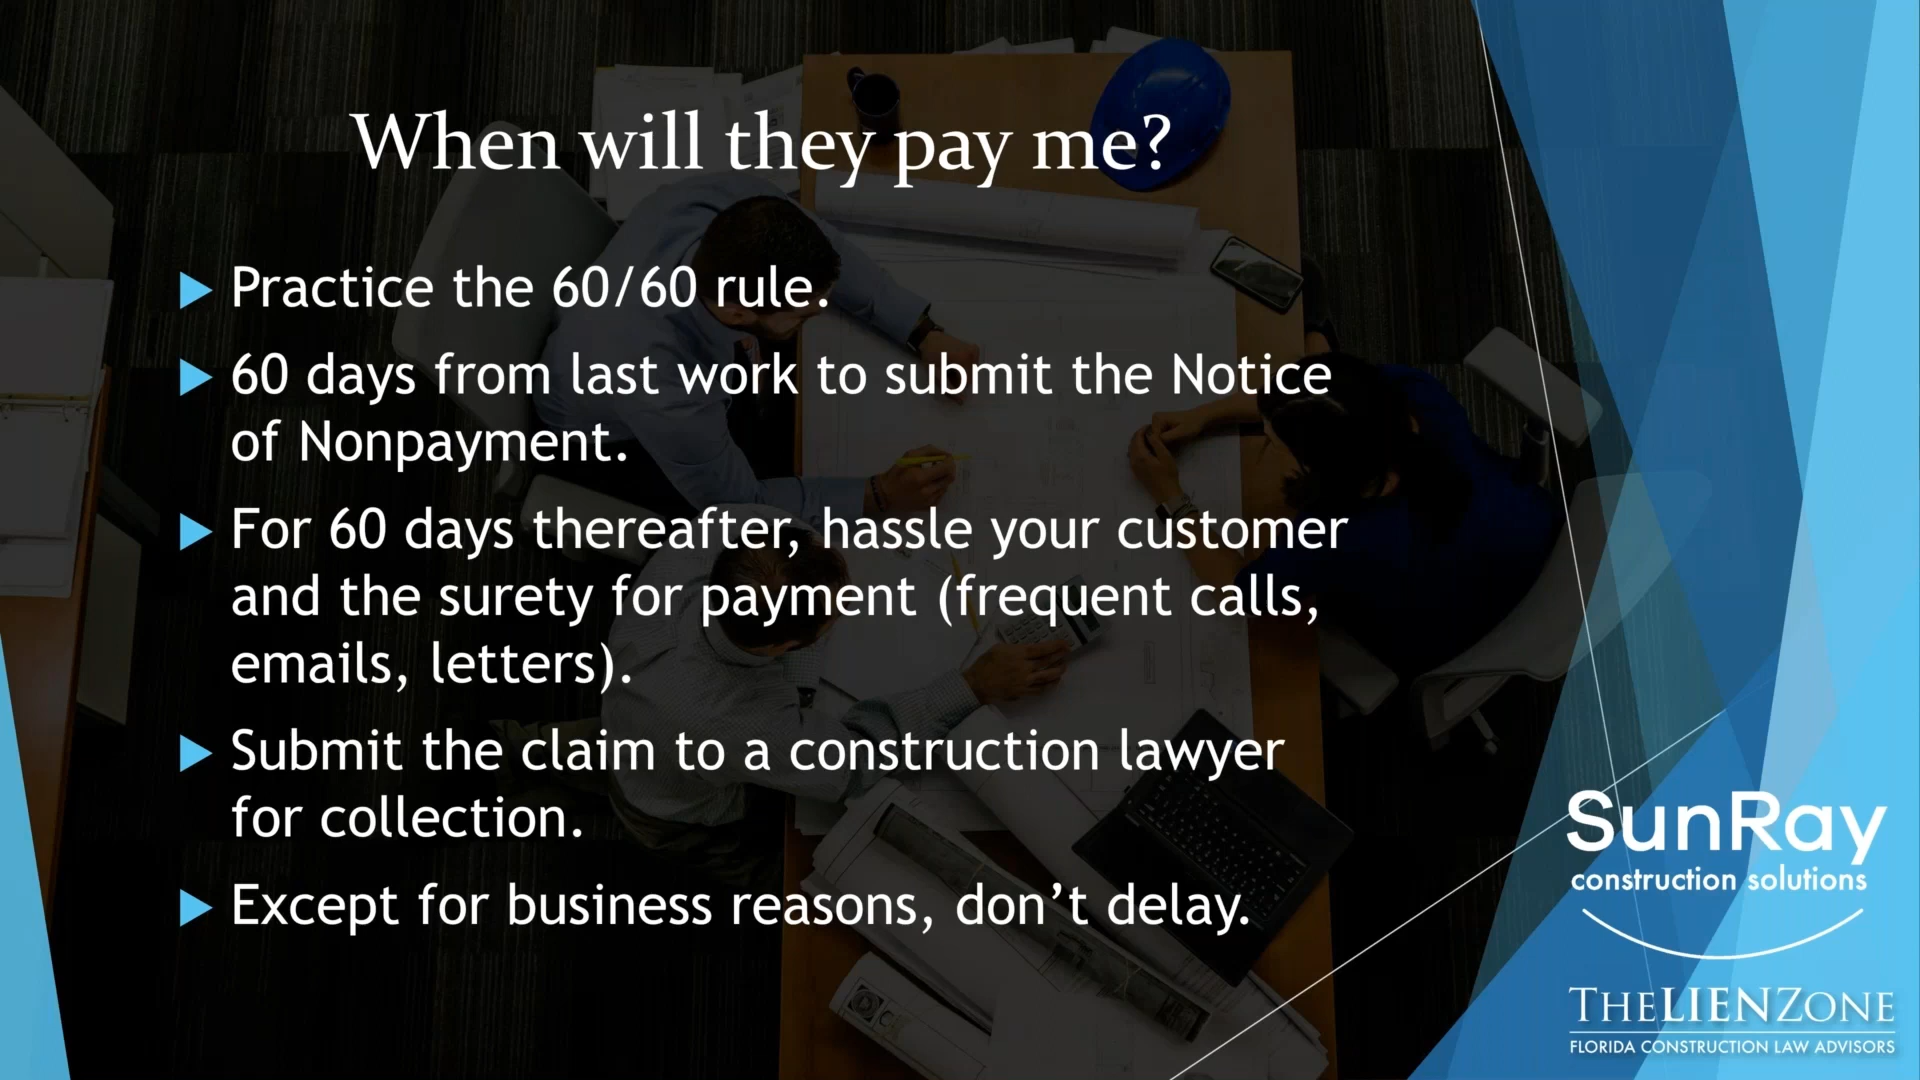 When will they pay me?
Practice the 60/60 rule.
60 days from last work to submit the Notice
of Nonpayment.
For 60 days thereafter, hassle your customer
and the surety for payment (frequent calls,
emails, letters).
Submit the claim to a construction lawyer
for collection.
Except for business reasons, don’t delay.
SunRay
construction solutions
THELIENZONE
FLORIDA CONSTRUCTION LAW ADVISORS